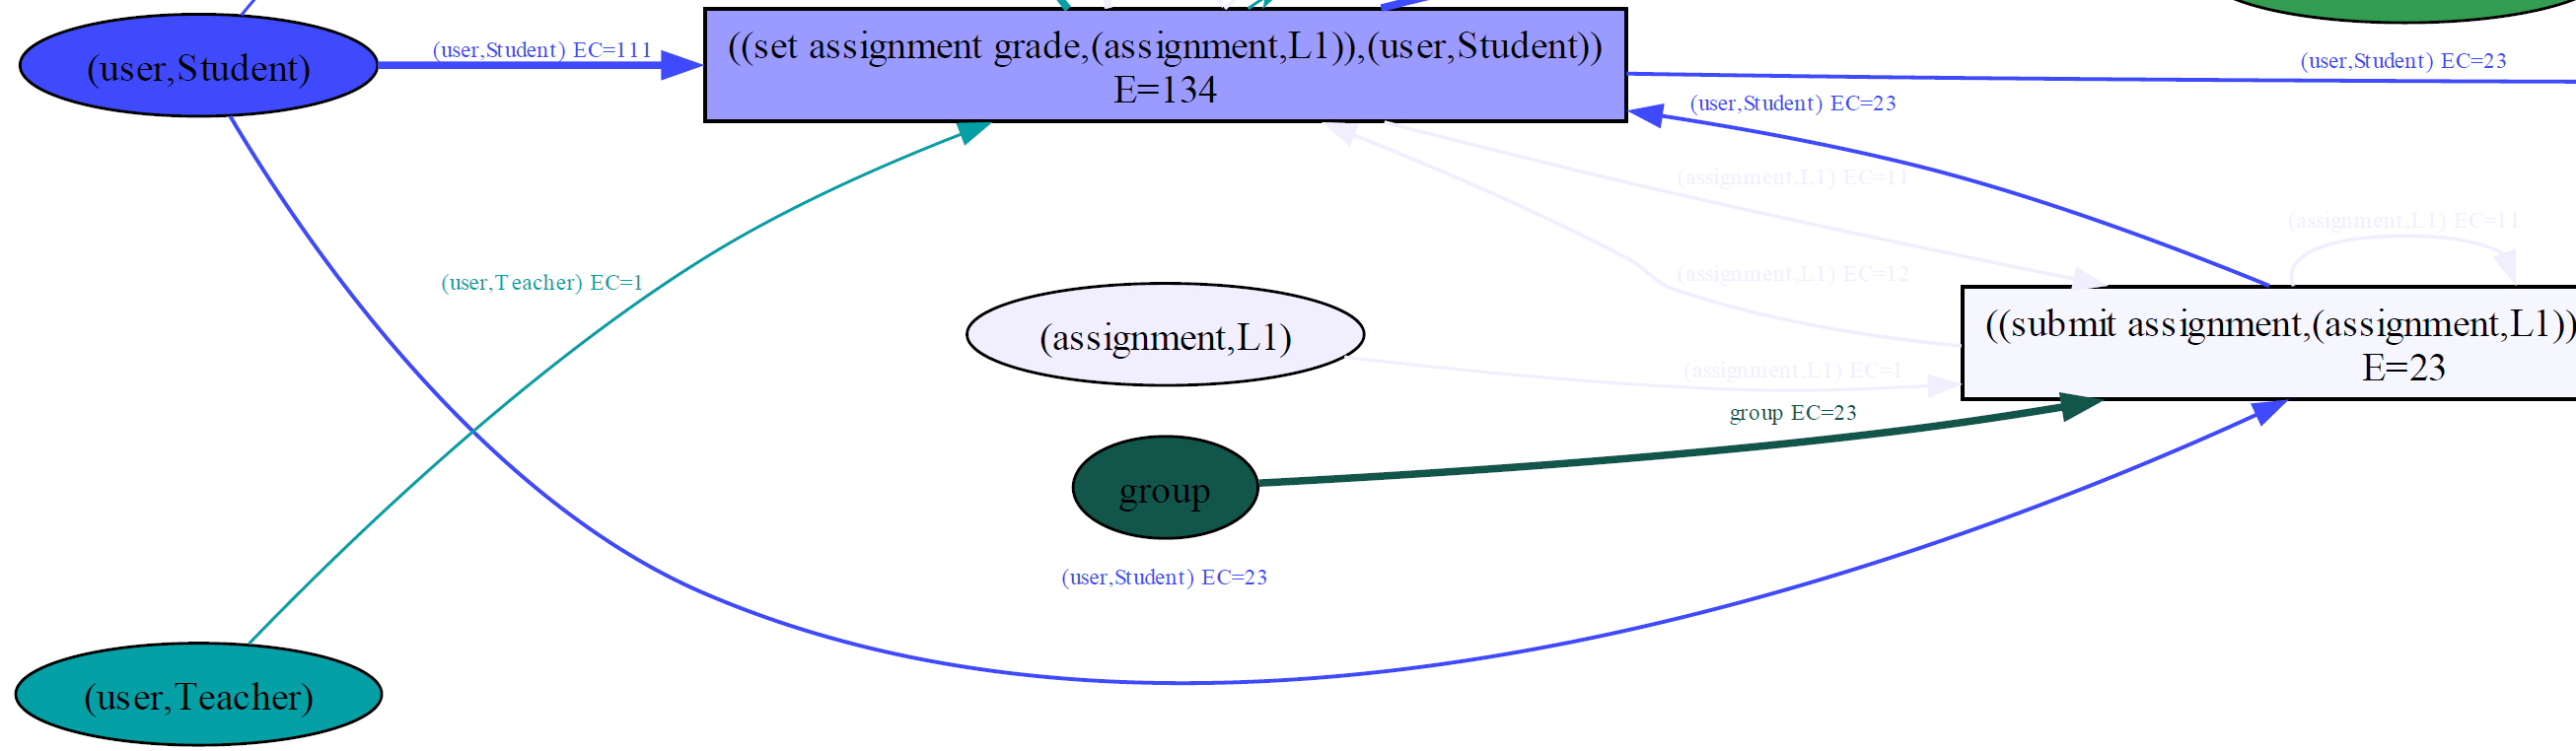 (user,Student)
(user,Student) EC=111
((set assignment grade,(assignment,L1)),(user,Student))
E=134
(user,Student) EC=23
(user,Student) EC=23
(assignment,L1) EC=11
(assignment,L1) EC=11
(user,Teacher) EC=1
(assignment,L1) EC=12
(assignment,L1)
((submit assignment,(assignment,L1))
E=23
(assignment,L1) EC=1
group EC=23
group
(user,Student) EC=23
(user,Teacher)